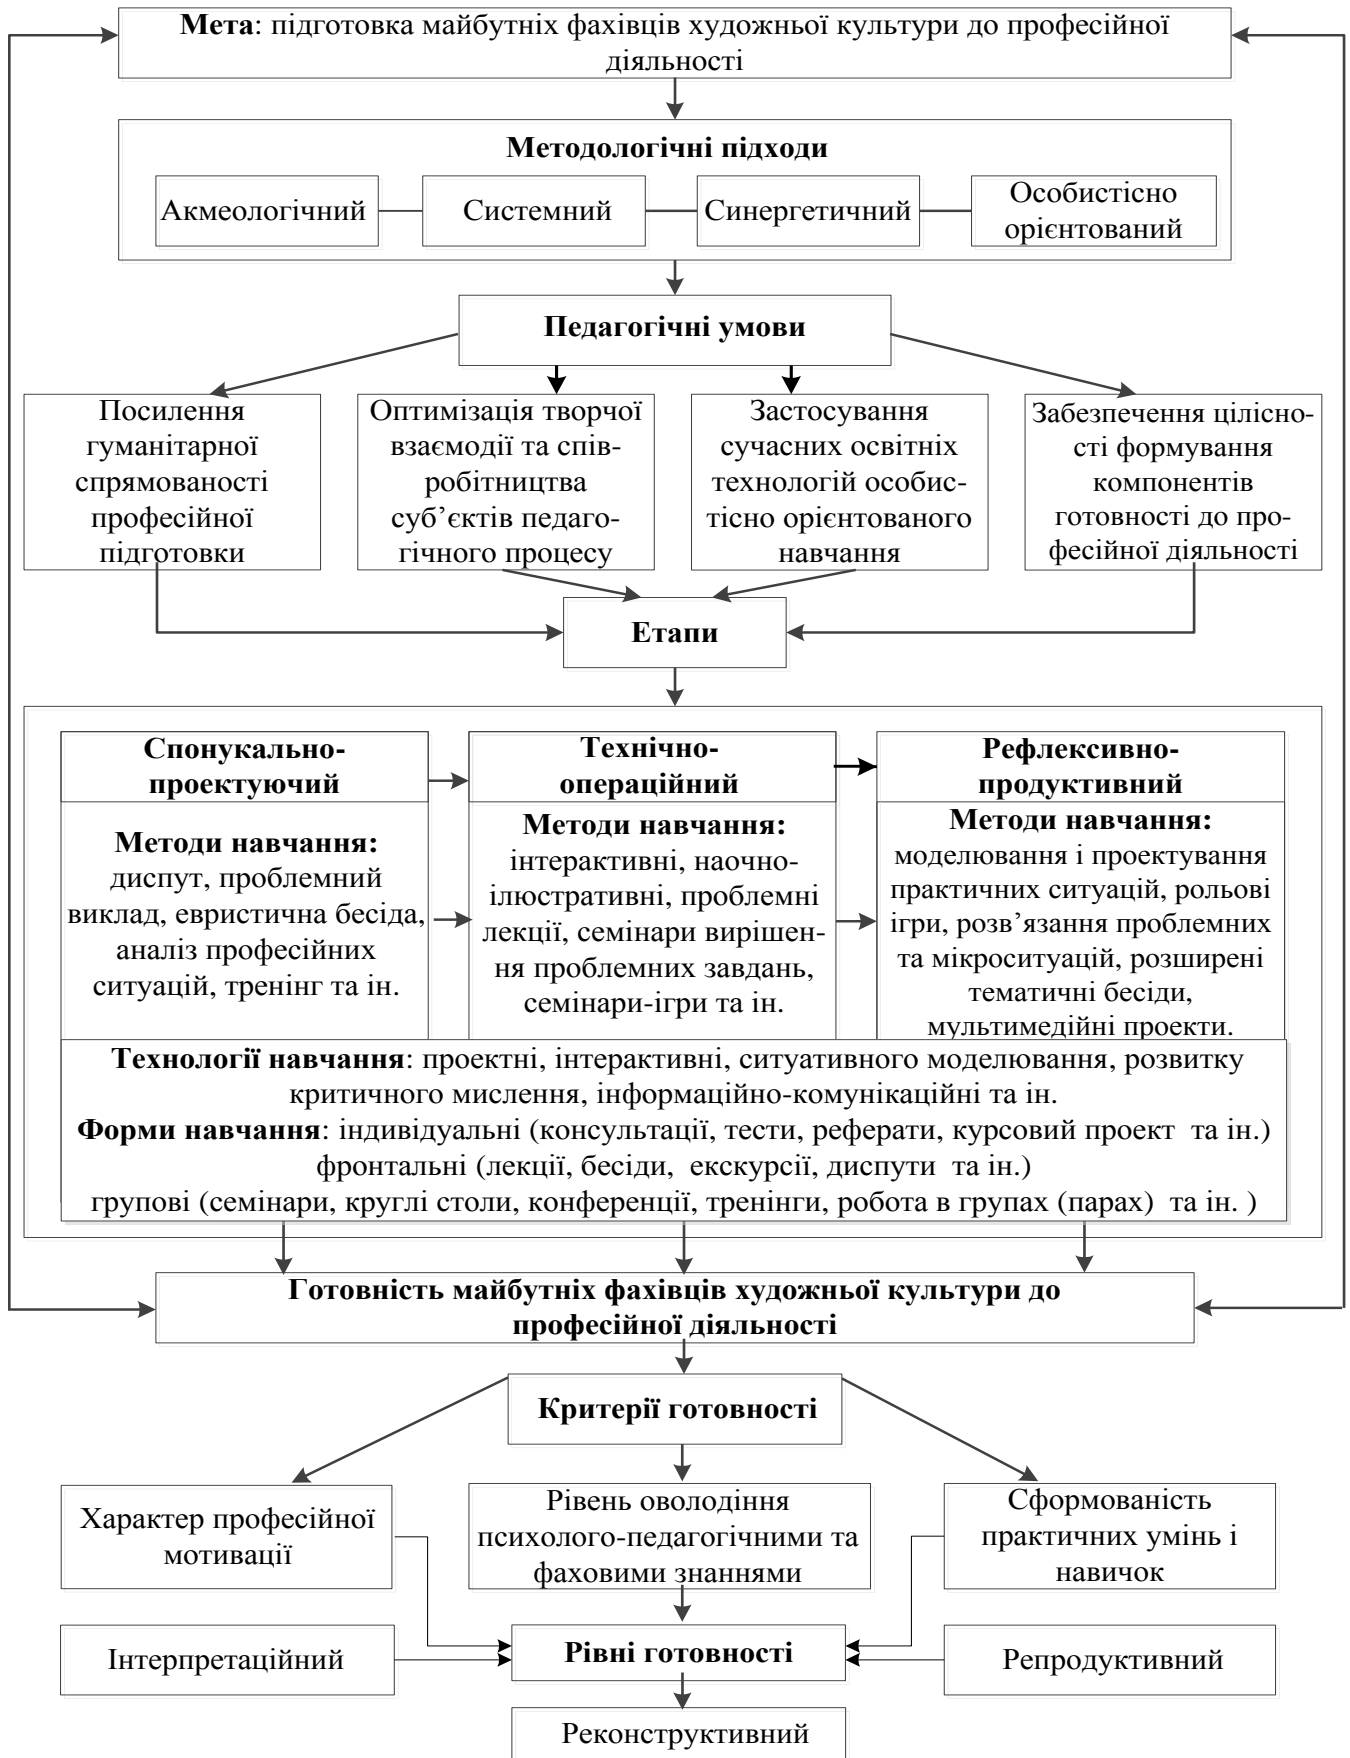 Мета: підготовка майбутніх фахівців художньої культури до професійної
діяльності
Методологічні підходи
Акмеологічний
Системний
Синергетичний
Особистісно
орієнтований
Педагогічні умови
Посилення
гуманітарної
спрямованості
професійної
підготовки
Оптимізація творчої
взаємодії та спів-
робітництва
суб’єктів педаго-
гічного процесу
Застосування
сучасних освітніх
технологій особис-
тісно орієнтованого
навчання
Забезпечення цілісно-
сті формування
компонентів
готовності до про-
фесійної діяльності
Етапи
Спонукально-
проектуючий
Методи навчання:
диспут, проблемний
виклад, евристична бесіда,
аналіз професійних
ситуацій, тренінг та ін.
Технічно-
операційний
Методи навчання:
інтерактивні, наочно-
ілюстративні, проблемні
лекції, семінари вирішен-
ня проблемних завдань,
семінари-ігри та ін.
Рефлексивно-
продуктивний
Методи навчання:
моделювання і проектування
практичних ситуацій, рольові
ігри, розв’язання проблемних
та мікроситуацій, розширені
тематичні бесіди,
мультимедійні проекти.
Технології навчання: проектні, інтерактивні, ситуативного моделювання, розвитку
критичного мислення, інформаційно-комунікаційні та ін.
Форми навчання: індивідуальні (консультації, тести, реферати, курсовий проект та ін.)
фронтальні (лекції, бесіди, екскурсії, диспути та ін.)
групові (семінари, круглі столи, конференції, тренінги, робота в групах (парах) та ін. )
Готовність майбутніх фахівців художньої культури до
професійної діяльності
Критерії готовності
Характер професійної
мотивації
Рівень оволодіння
психолого-педагогічними та
фаховими знаннями
Сформованість
практичних умінь і
навичок
Інтерпретаційний
Рівні готовності
Репродуктивний
Реконструктивний